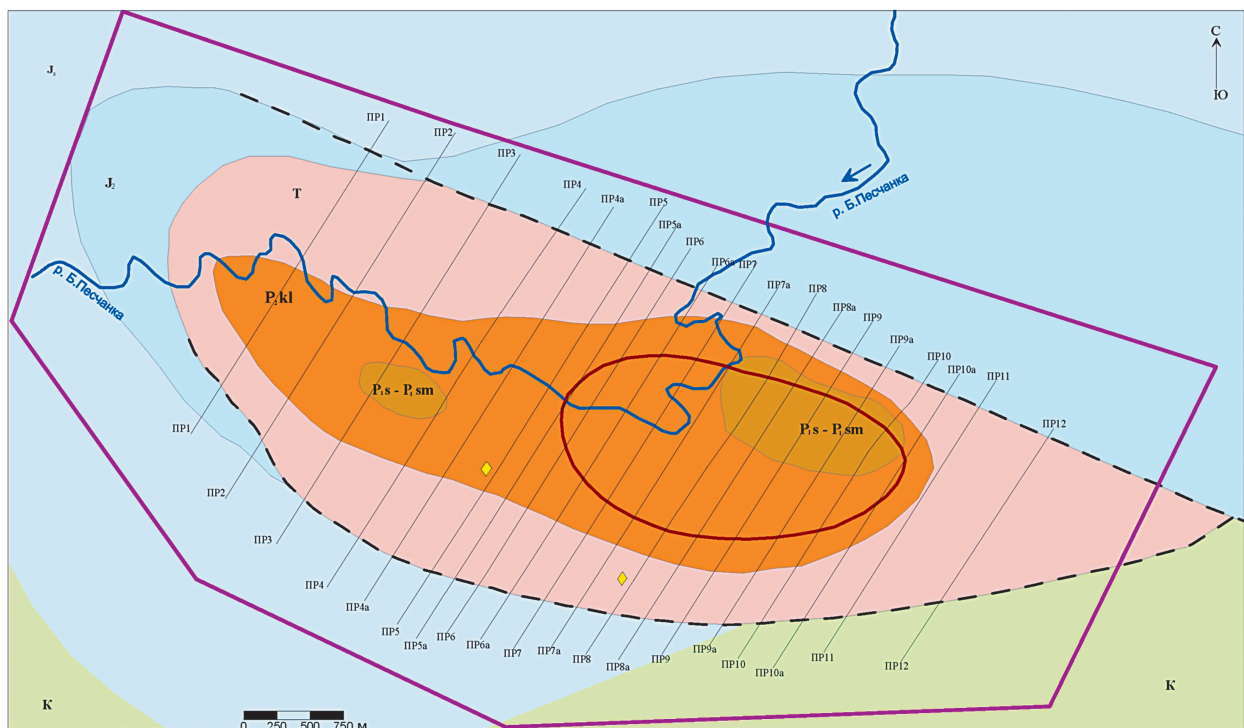 С
Ю
J₃
ПР1
ПР2
ПР3
ПР4
ПР4а
ПР5
ПР5а
ПР6
ПР6а
ПР7
ПР7а
ПР8
ПР8а
ПР9
ПР9а
ПР10
ПР10а
ПР11
ПР12
J₂
Т
р. Б.Песчанка
р. Б.Песчанка
P₂kl
P₁s - P₁sm
P₁s - P₁sm
ПР1
ПР2
ПР3
ПР4
ПР4а
ПР5
ПР5а
ПР6
ПР6а
ПР7
ПР7а
ПР8
ПР8а
ПР9
ПР9а
ПР10
ПР10а
ПР11
ПР12
К
К
0 250 500 750 М